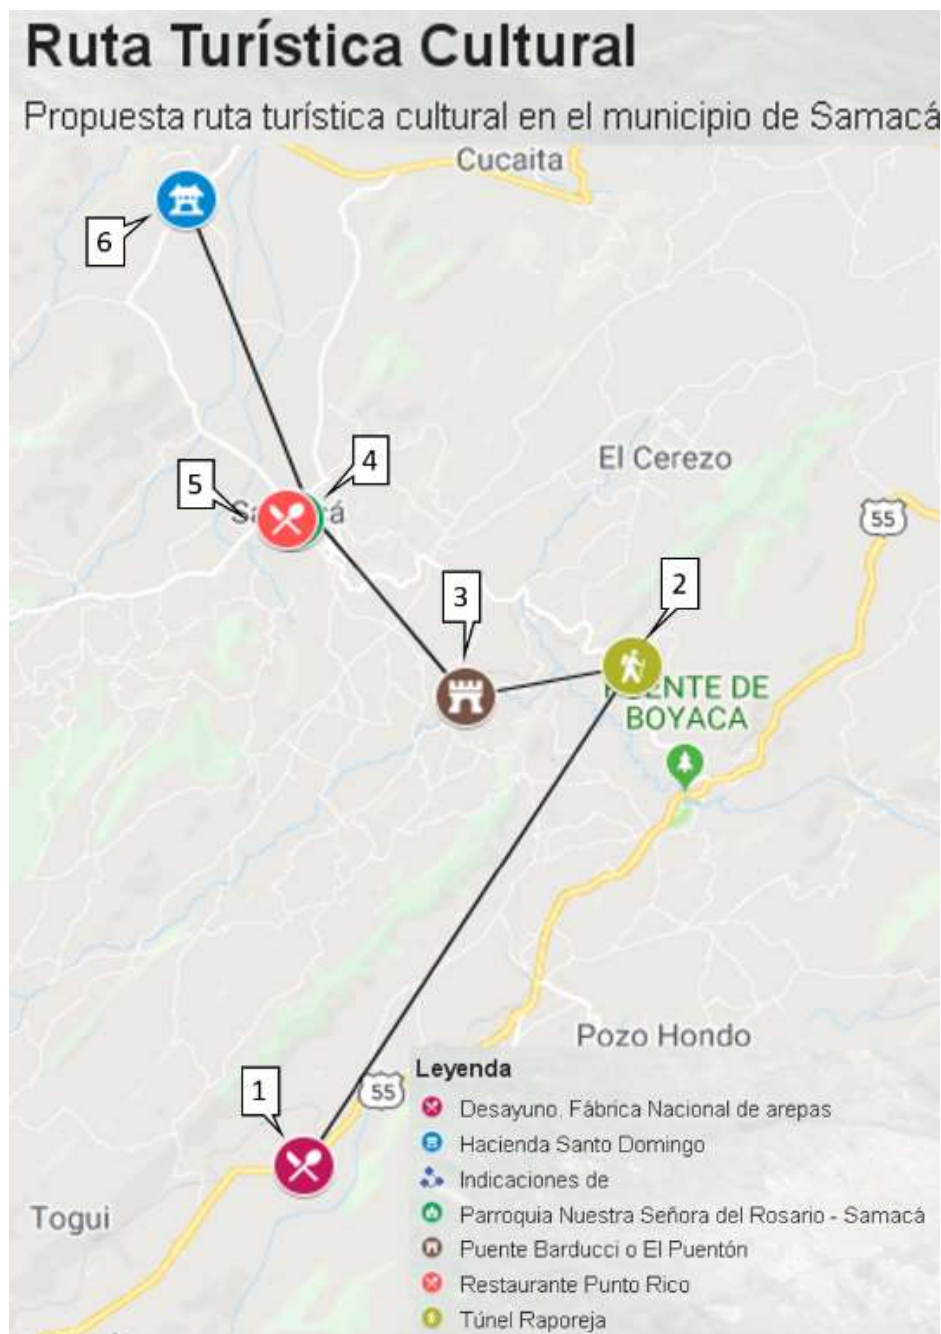 Ruta Turística Cultural
Propuesta ruta turística cultural en el municipio de Samacá
Cucaita
6
4
El Cerezo
5
55
3
2
PUENTE DE
BOYACA
Pozo Hondo
1
55
Togui
Leyenda
Desayuno. Fábrica Nacional de arepas
Hacienda Santo Domingo
Indicaciones de
Parroquia Nuestra Señora del Rosario - Samacá
Puente Barducci o El Puentón
Restaurante Punto Rico
Túnel Raporeja